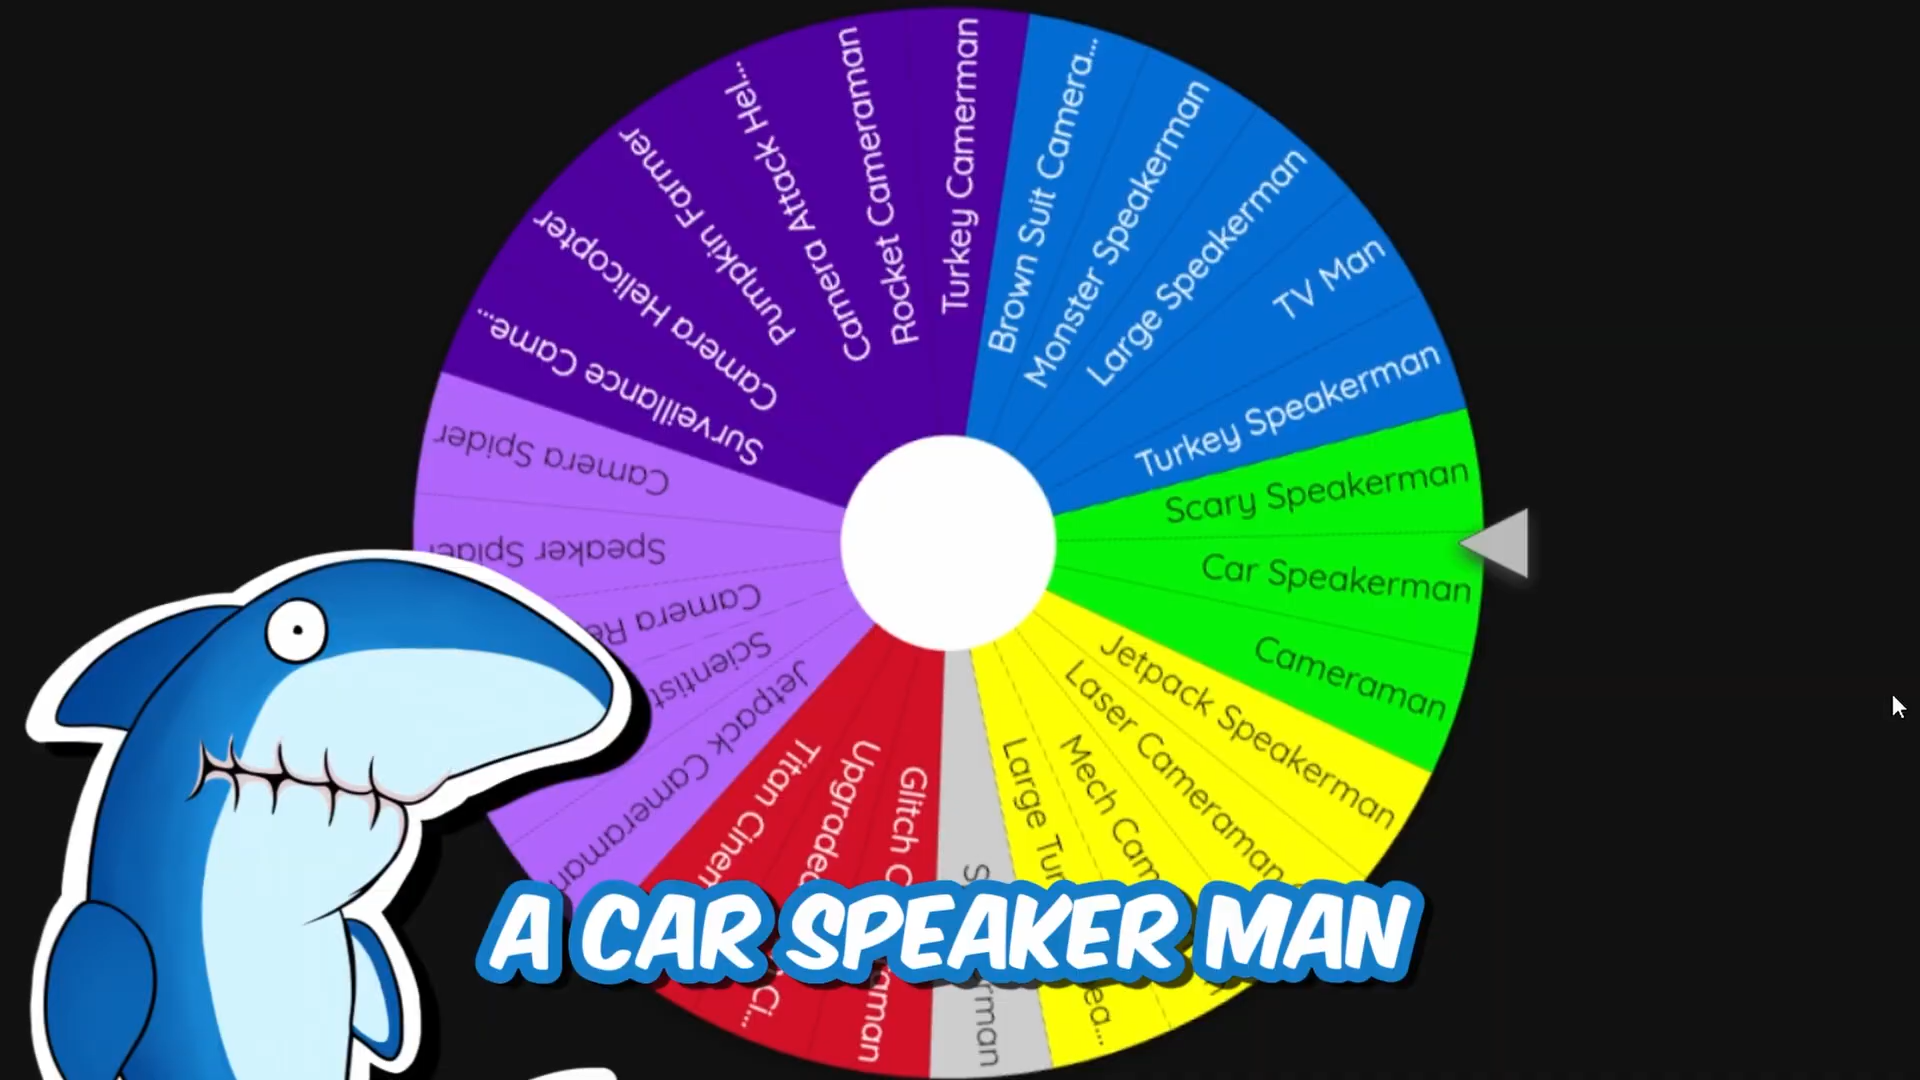 Turkey Camerman
Brown Suit Camera...
Monster Speakerman
Large Speakerman
TV Man
Turkey Speakerman
Scary Speakerman
Car Speakerman
Cameraman
Jetpack Speakerman
Laser Cameraman
Mech Cam
Large Tur
Glitch C
Upgraded
Titan Cinem
Jetpack Cameraman
Scientist
Camera Re
Speaker Spider
Camera Spider
Surveillance Came...
Camera Helicopter
Pumpkin Farmer
Camera Attack Hel...
Rocket Cameraman
A CAR SPEAKER MAN